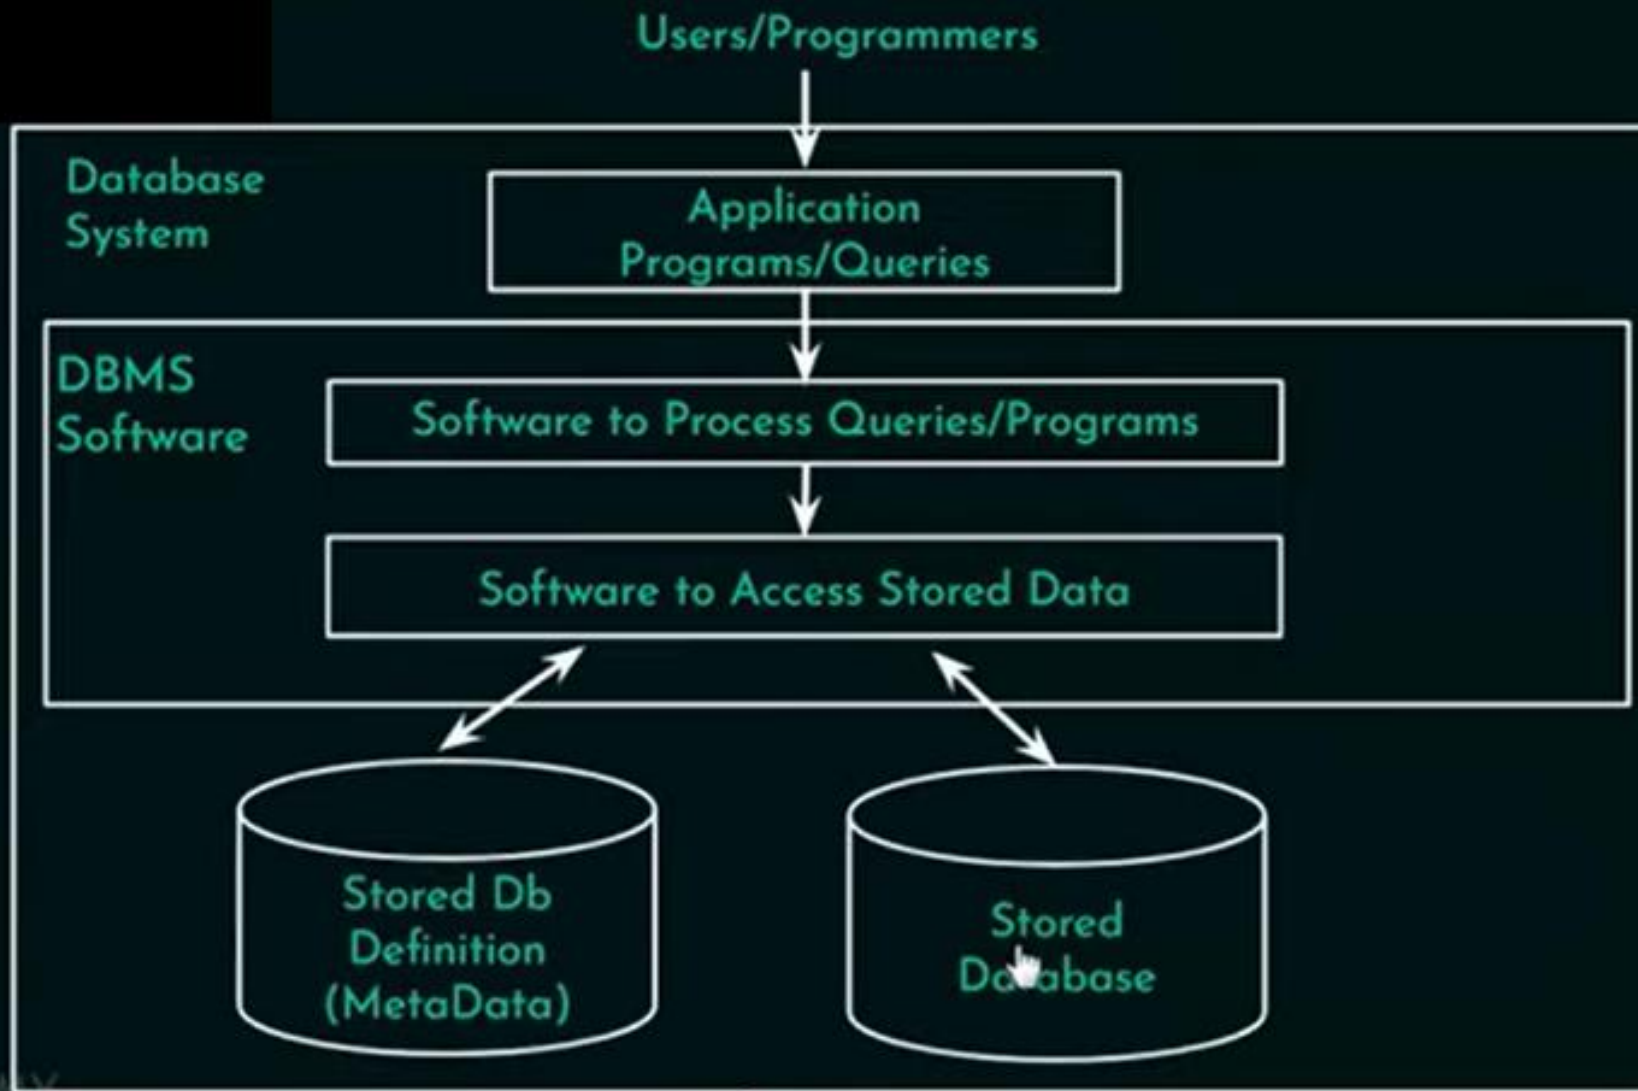 Users/Programmers
Database
System
Application
Programs/Queries
DBMS
Software
Software to Process Queries/Programs
Software to Access Stored Data
Stored Db
Definition
(MetaData)
Stored
Database